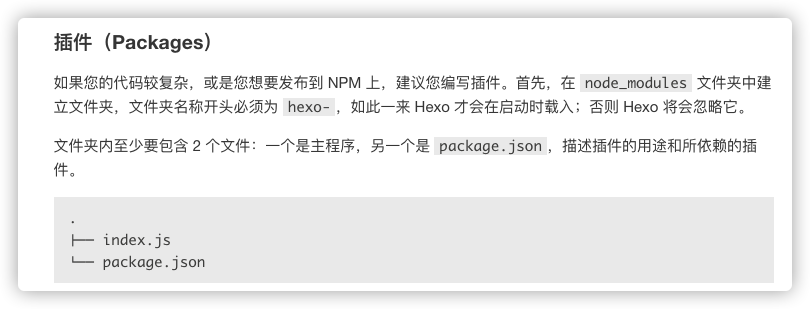 插件（Packages）
如果您的代码较复杂，或是您想要发布到 NPM 上，建议您编写插件。首先，在 node_modules 文件夹中建
立文件夹，文件夹名称开头必须为 hexo-，如此一来 Hexo 才会在启动时载入；否则 Hexo 将会忽略它。
文件夹内至少要包含 2 个文件：一个是主程序，另一个是 package.json，描述插件的用途和所依赖的插
件。
.
├── index.js
└── package.json